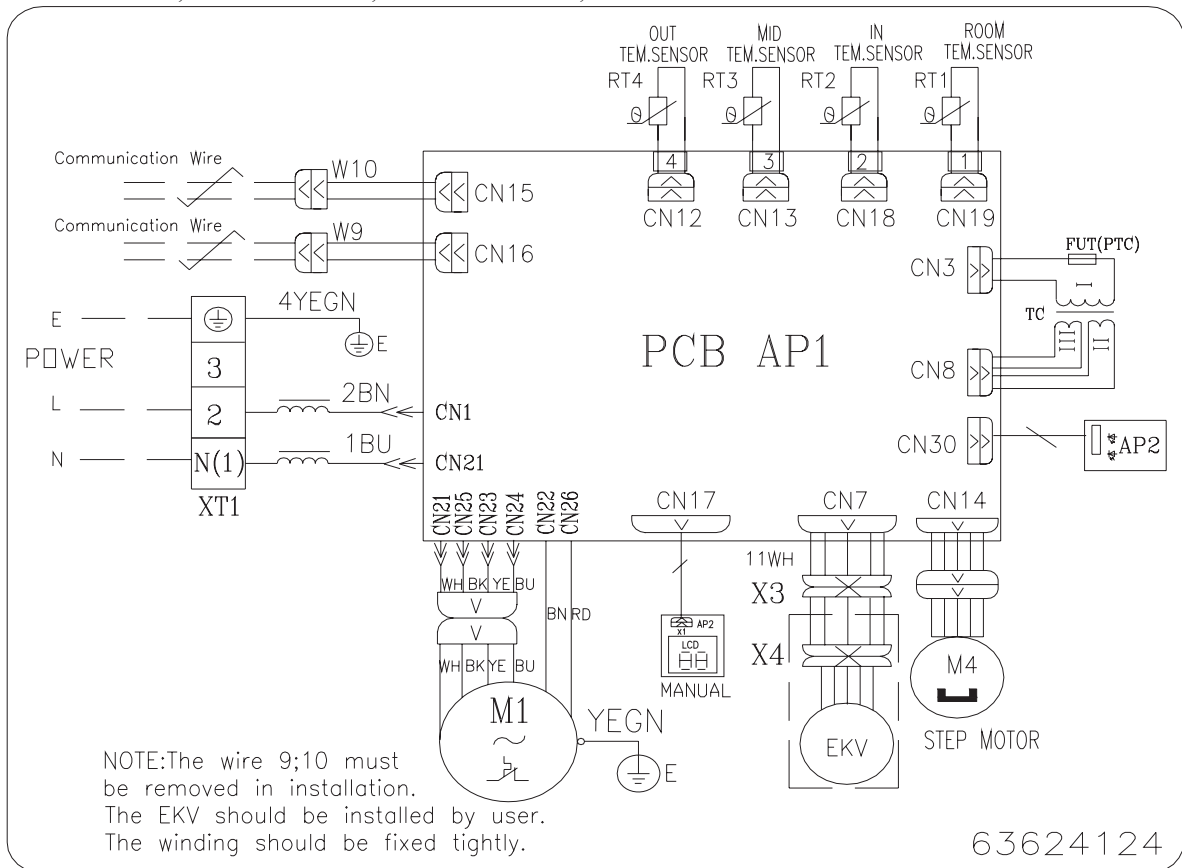 OUT
TEM.SENSOR
MID
TEM.SENSOR
IN
TEM.SENSOR
ROOM
TEM.SENSOR
RT4
RT3
RT2
RT1
θ
θ
θ
θ
4
3
2
1
CN12
CN13
CN18
CN19
Communication Wire
W10
CN15
Communication Wire
W9
CN16
CN3
FUT(PTC)
I
TC
III
II
CN8
PCB AP1
E
4YEGN
E
POWER
3
L
2
2BN
CN1
N
N(1)
1BU
CN21
XT1
CN30
AP2
CN21
CN25
CN23
CN24
CN22
CN26
CN17
CN7
CN14
WH BK YE BU
BN RD
V
V
WH BK YE BU
11WH
X3
X4
AP2
X1
LCD
88
MANUAL
M1
YEGN
E
EKV
M4
STEP MOTOR
NOTE:The wire 9;10 must
be removed in installation.
The EKV should be installed by user.
The winding should be fixed tightly.
63624124